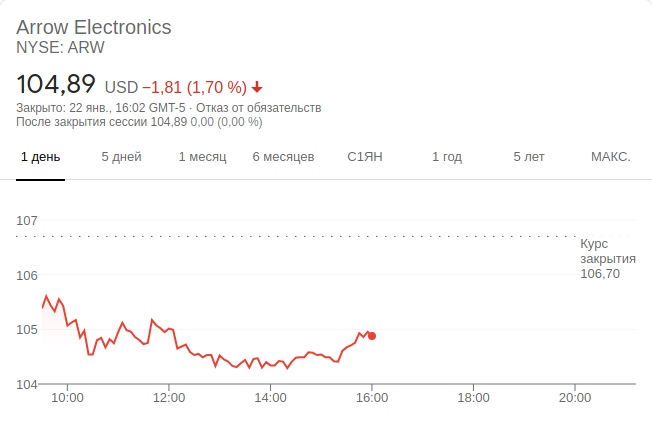 Arrow Electronics
NYSE: ARW
104,89 USD −1,81 (1,70 %)
Закрыто: 22 янв., 16:02 GMT-5 · Отказ от обязательств
После закрытия сессии 104,89 0,00 (0,00 %)
1 день 5 дней 1 месяц 6 месяцев С1ЯН 1 год 5 лет МАКС.
107
Курс
закрытия
106,70
106
105
104
10:00 12:00 14:00 16:00 18:00 20:00